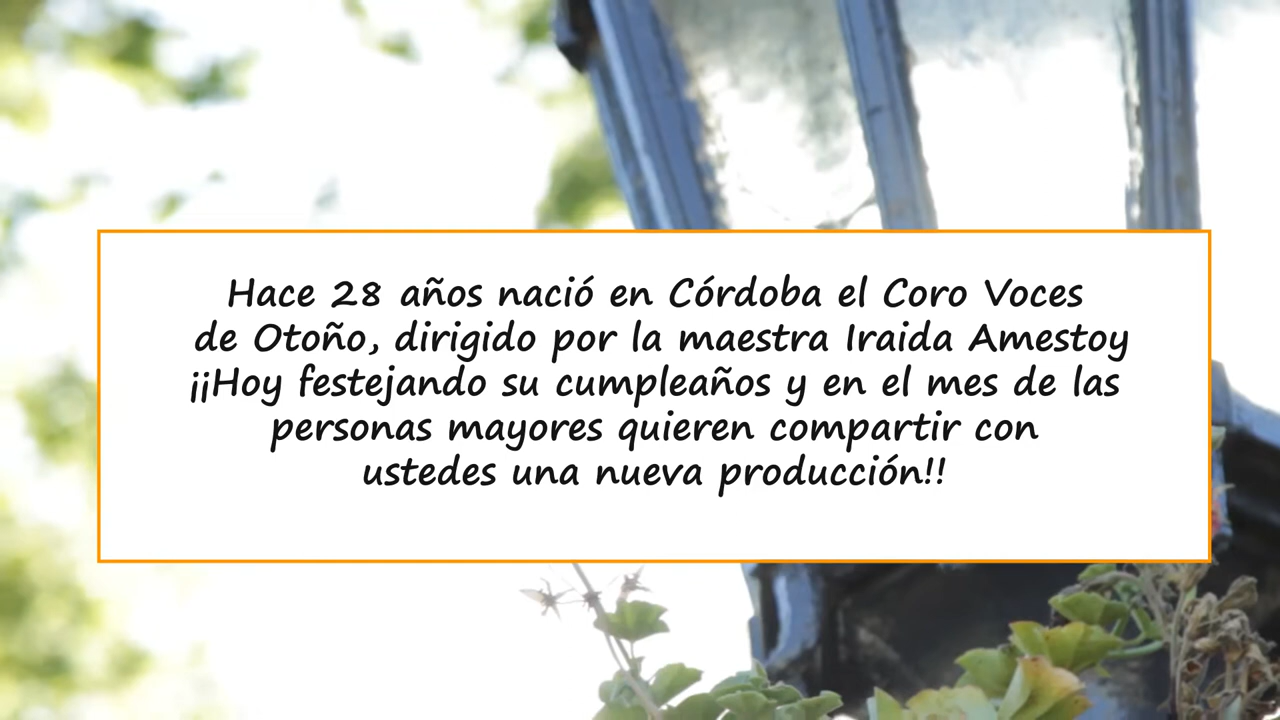 Hace 28 años nació en Córdoba el Coro Voces
de Otoño, dirigido por la maestra Iraida Amestoy
¡¡Hoy festejando su cumpleaños y en el mes de las
personas mayores quieren compartir con
ustedes una nueva producción!!